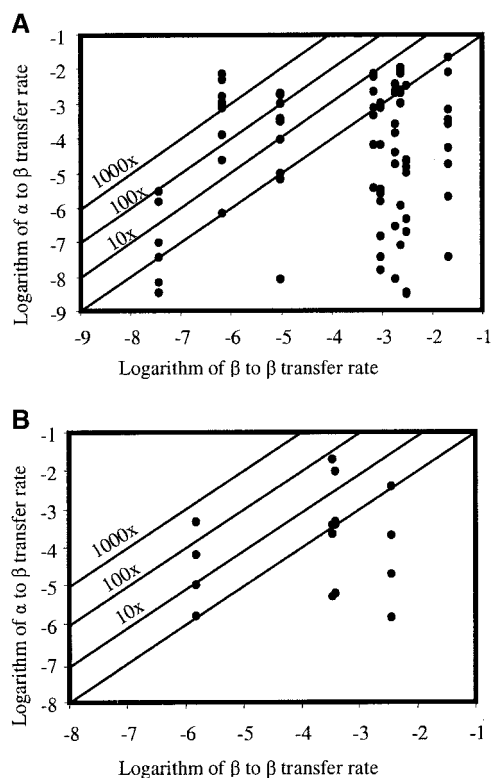 A
-1
-2
-3
-4
-5
-6
-7
-8
-9
Logarithm of α to β transfer rate
1000x
100x
10x
-9 -8 -7 -6 -5 -4 -3 -2 -1
Logarithm of β to β transfer rate
B
-1
-2
-3
-4
-5
-6
-7
-8
Logarithm of α to β transfer rate
1000x
100x
10x
-8 -7 -6 -5 -4 -3 -2 -1
Logarithm of β to β transfer rate